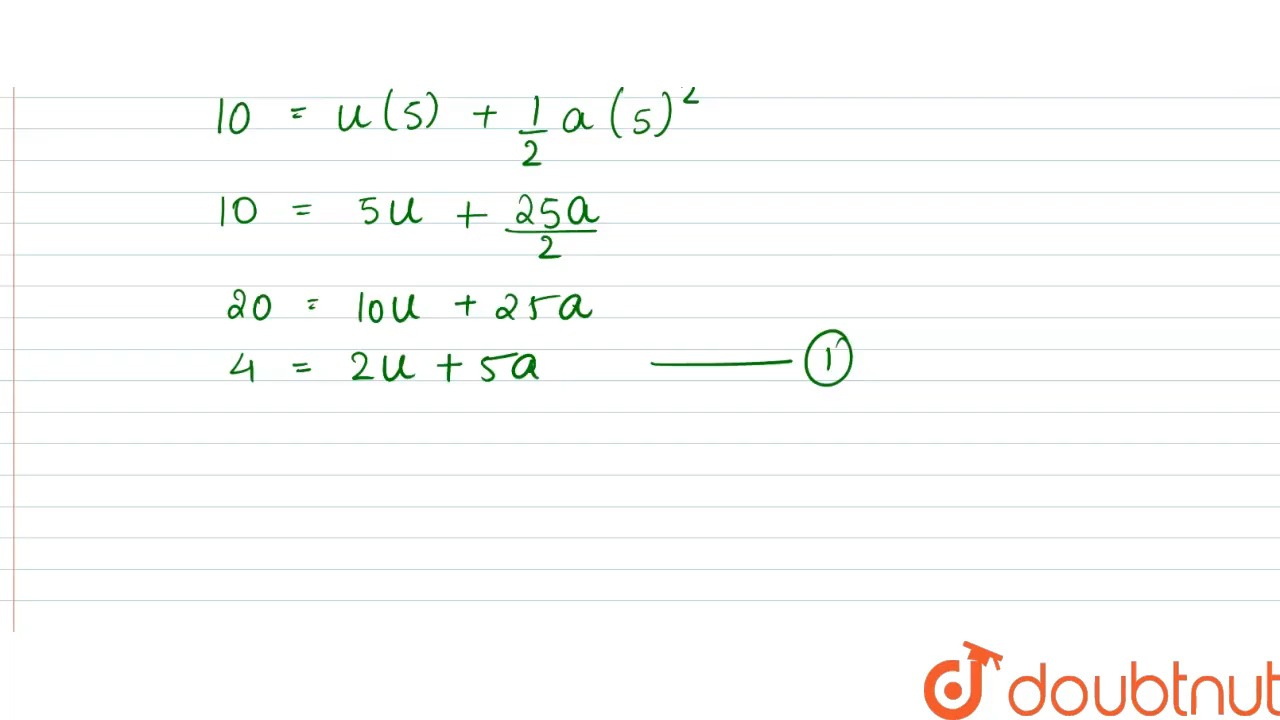 10 = u(5) + 1/2 a(5)²
10 = 5u + 25a/2
20 = 10u + 25a
4 = 2u + 5a ——— ①
doubtnut